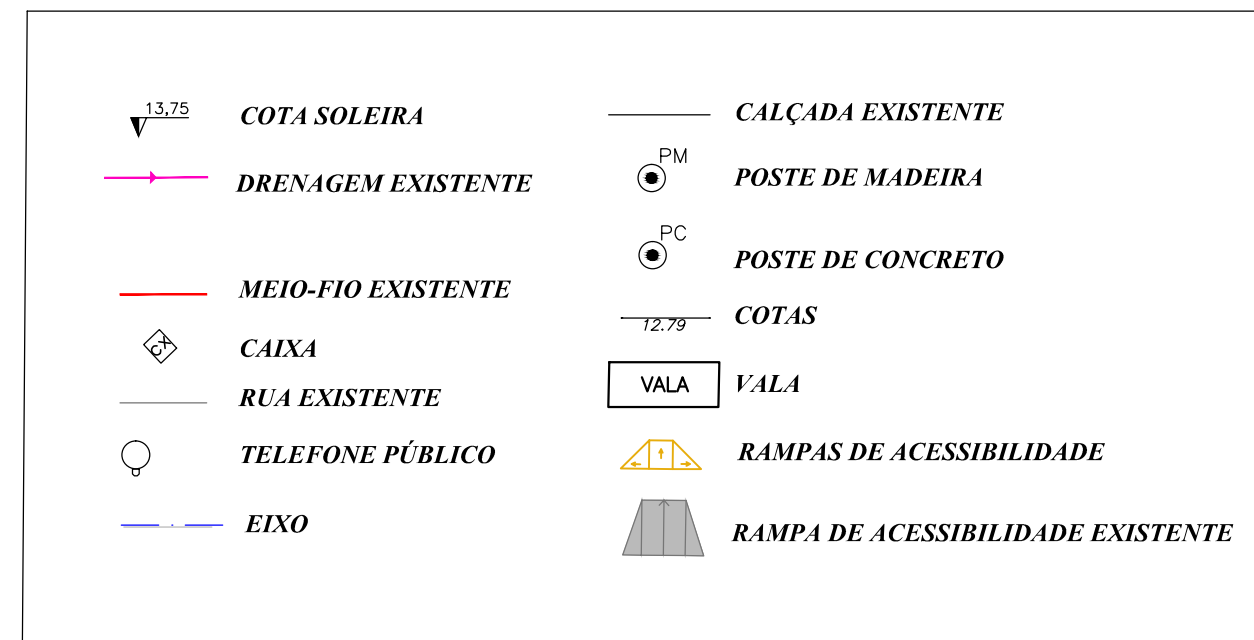 13,75 COTA SOLEIRA
DRENAGEM EXISTENTE
MEIO-FIO EXISTENTE
CX CAIXA
RUA EXISTENTE
TELEFONE PÚBLICO
EIXO
CALÇADA EXISTENTE
PM POSTE DE MADEIRA
PC POSTE DE CONCRETO
12.79 COTAS
VALA VALA
RAMPAS DE ACESSIBILIDADE
RAMPA DE ACESSIBILIDADE EXISTENTE